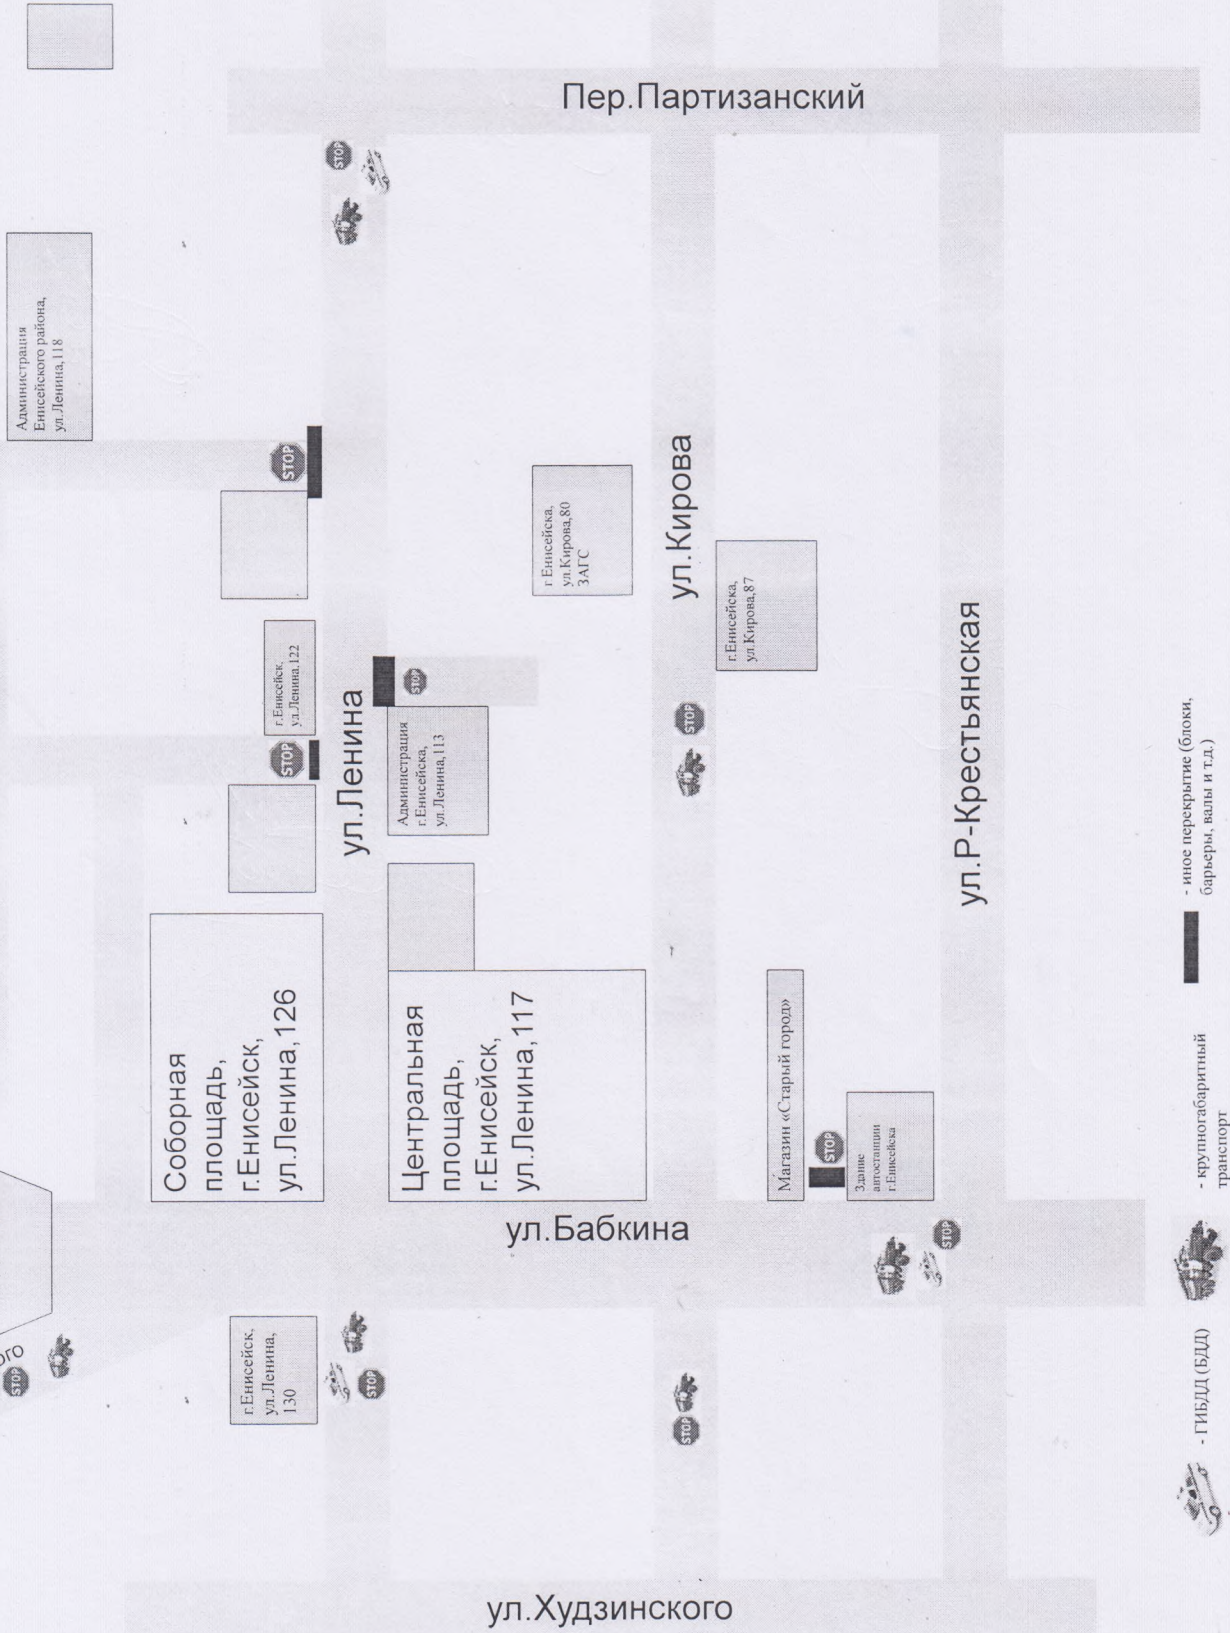 Пер.Партизанский
STOP
Администрация
Енисейского района,
ул.Ленина,118
STOP
г.Енисейск,
ул.Ленина,122
STOP
ул.Ленина
STOP
Администрация
г.Енисейска,
ул.Ленина,113
г.Енисейска,
ул.Кирова,80
ЗАГС
ул.Кирова
г.Енисейска,
ул.Кирова,87
STOP
ул.Р-Крестьянская
Соборная
площадь,
г.Енисейск,
ул.Ленина,126
Центральная
площадь,
г.Енисейск,
ул.Ленина,117
Магазин «Старый город»
STOP
Здание
автостанции
г.Енисейска
ул.Бабкина
STOP
ого
STOP
г.Енисейск,
ул.Ленина,
130
STOP
STOP
ул.Худзинского
- ГИБДД (БДД)
- крупногабаритный
транспорт
- иное перекрытие (блоки,
барьеры, валы и т.д.)